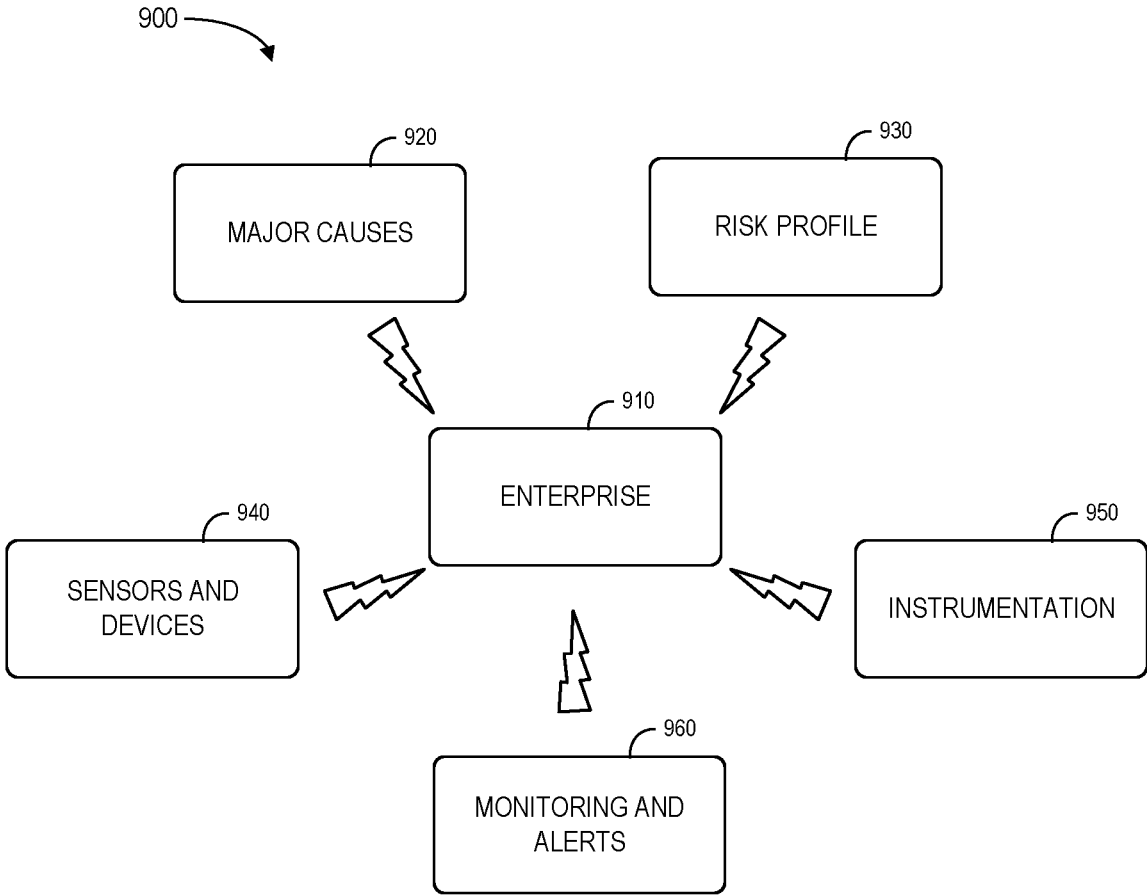 900
920
930
MAJOR CAUSES
RISK PROFILE
910
ENTERPRISE
940
950
SENSORS AND
DEVICES
INSTRUMENTATION
960
MONITORING AND
ALERTS